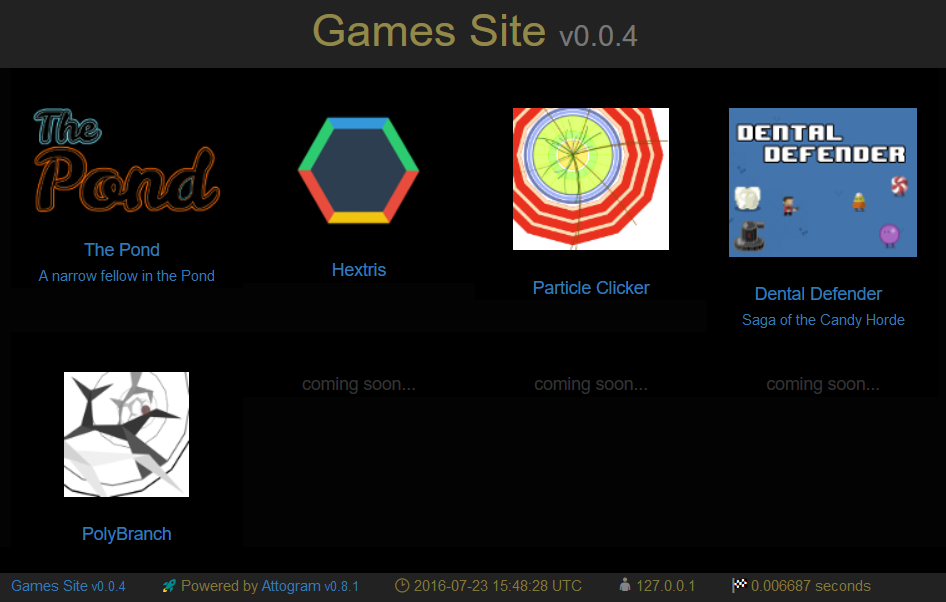 Games Site v0.0.4
The
Pond
The Pond
A narrow fellow in the Pond
Hextris
Particle Clicker
DENTAL
DEFENDER
Dental Defender
Saga of the Candy Horde
PolyBranch
coming soon...
coming soon...
coming soon...
Games Site v0.0.4 Powered by Attogram v0.8.1 2016-07-23 15:48:28 UTC 127.0.0.1 0.006687 seconds